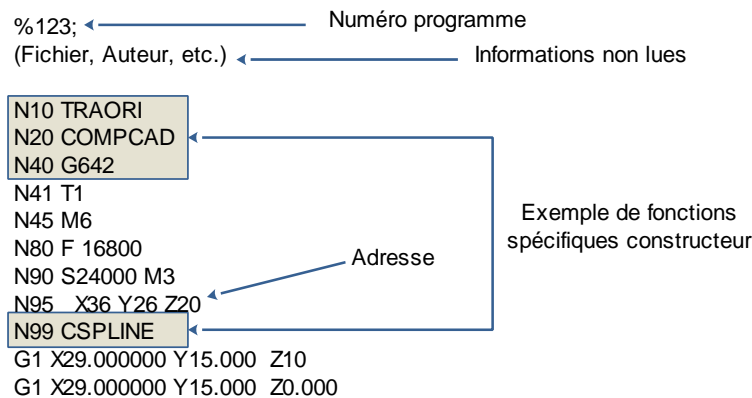 %123;
Numéro programme
(Fichier, Auteur, etc.)
Informations non lues
N10 TRAORI
N20 COMPCAD
N40 G642
N41 T1
N45 M6
N80 F 16800
N90 S24000 M3
N95 X36 Y26 Z20
N99 CSPLINE
G1 X29.000000 Y15.000 Z10
G1 X29.000000 Y15.000 Z0.000
Exemple de fonctions
spécifiques constructeur
Adresse